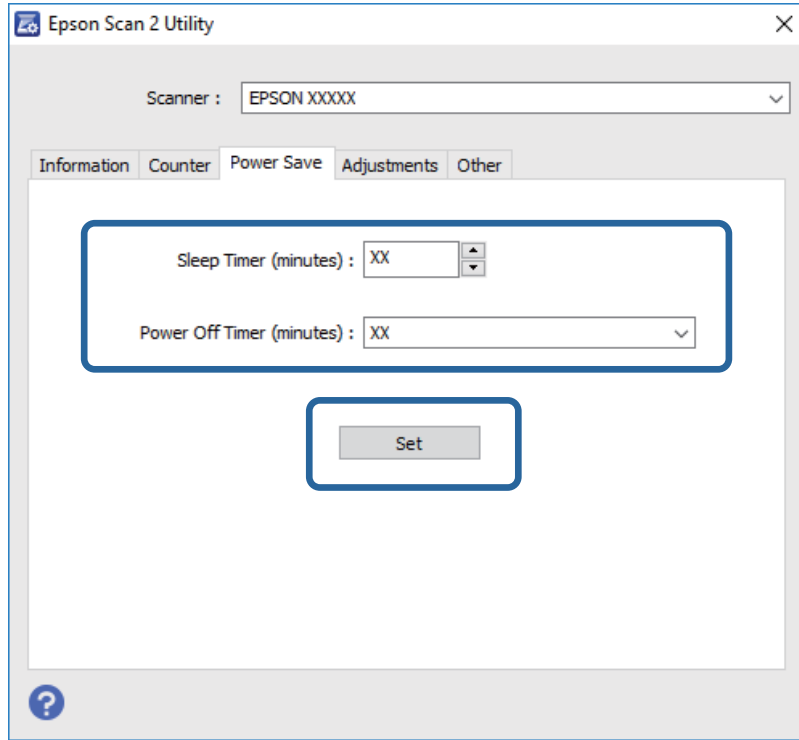 Epson Scan 2 Utility
Scanner : EPSON XXXXX
Information Counter Power Save Adjustments Other
Sleep Timer (minutes) : XX
Power Off Timer (minutes) : XX
Set
?